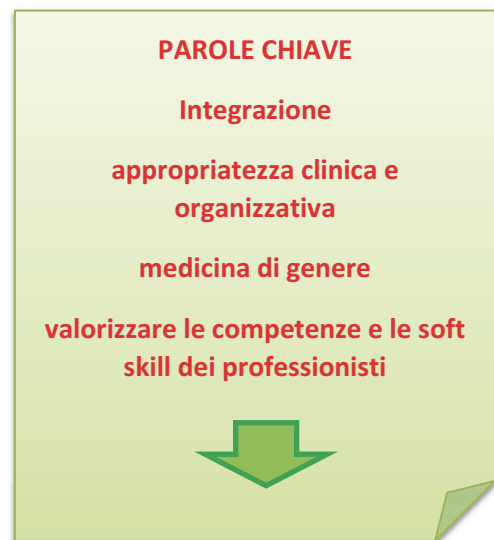 PAROLE CHIAVE
Integrazione
appropriatezza clinica e
organizzativa
medicina di genere
valorizzare le competenze e le soft
skill dei professionisti